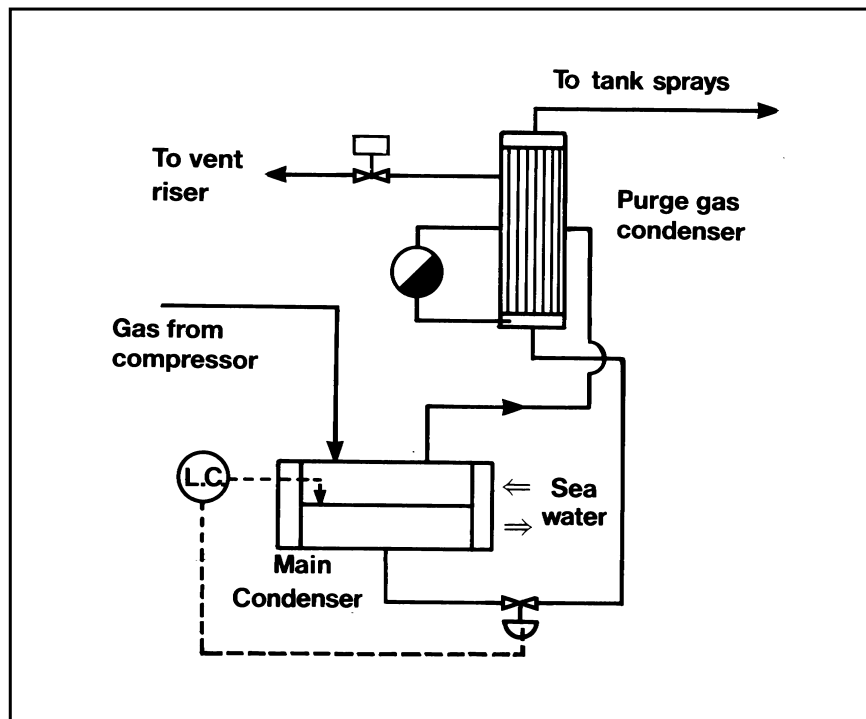 To tank sprays
To vent
riser
Purge gas
condenser
Gas from
compressor
L.C.
Sea
water
Main
Condenser